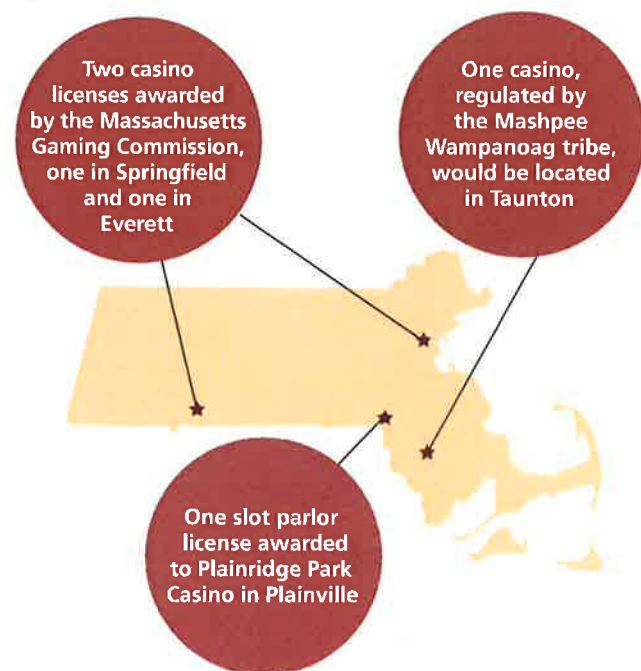 Two casino
licenses awarded
by the Massachusetts
Gaming Commission,
one in Springfield
and one in
Everett
One casino,
regulated by
the Mashpee
Wampanoag tribe,
would be located
in Taunton
One slot parlor
license awarded
to Plainridge Park
Casino in Plainville